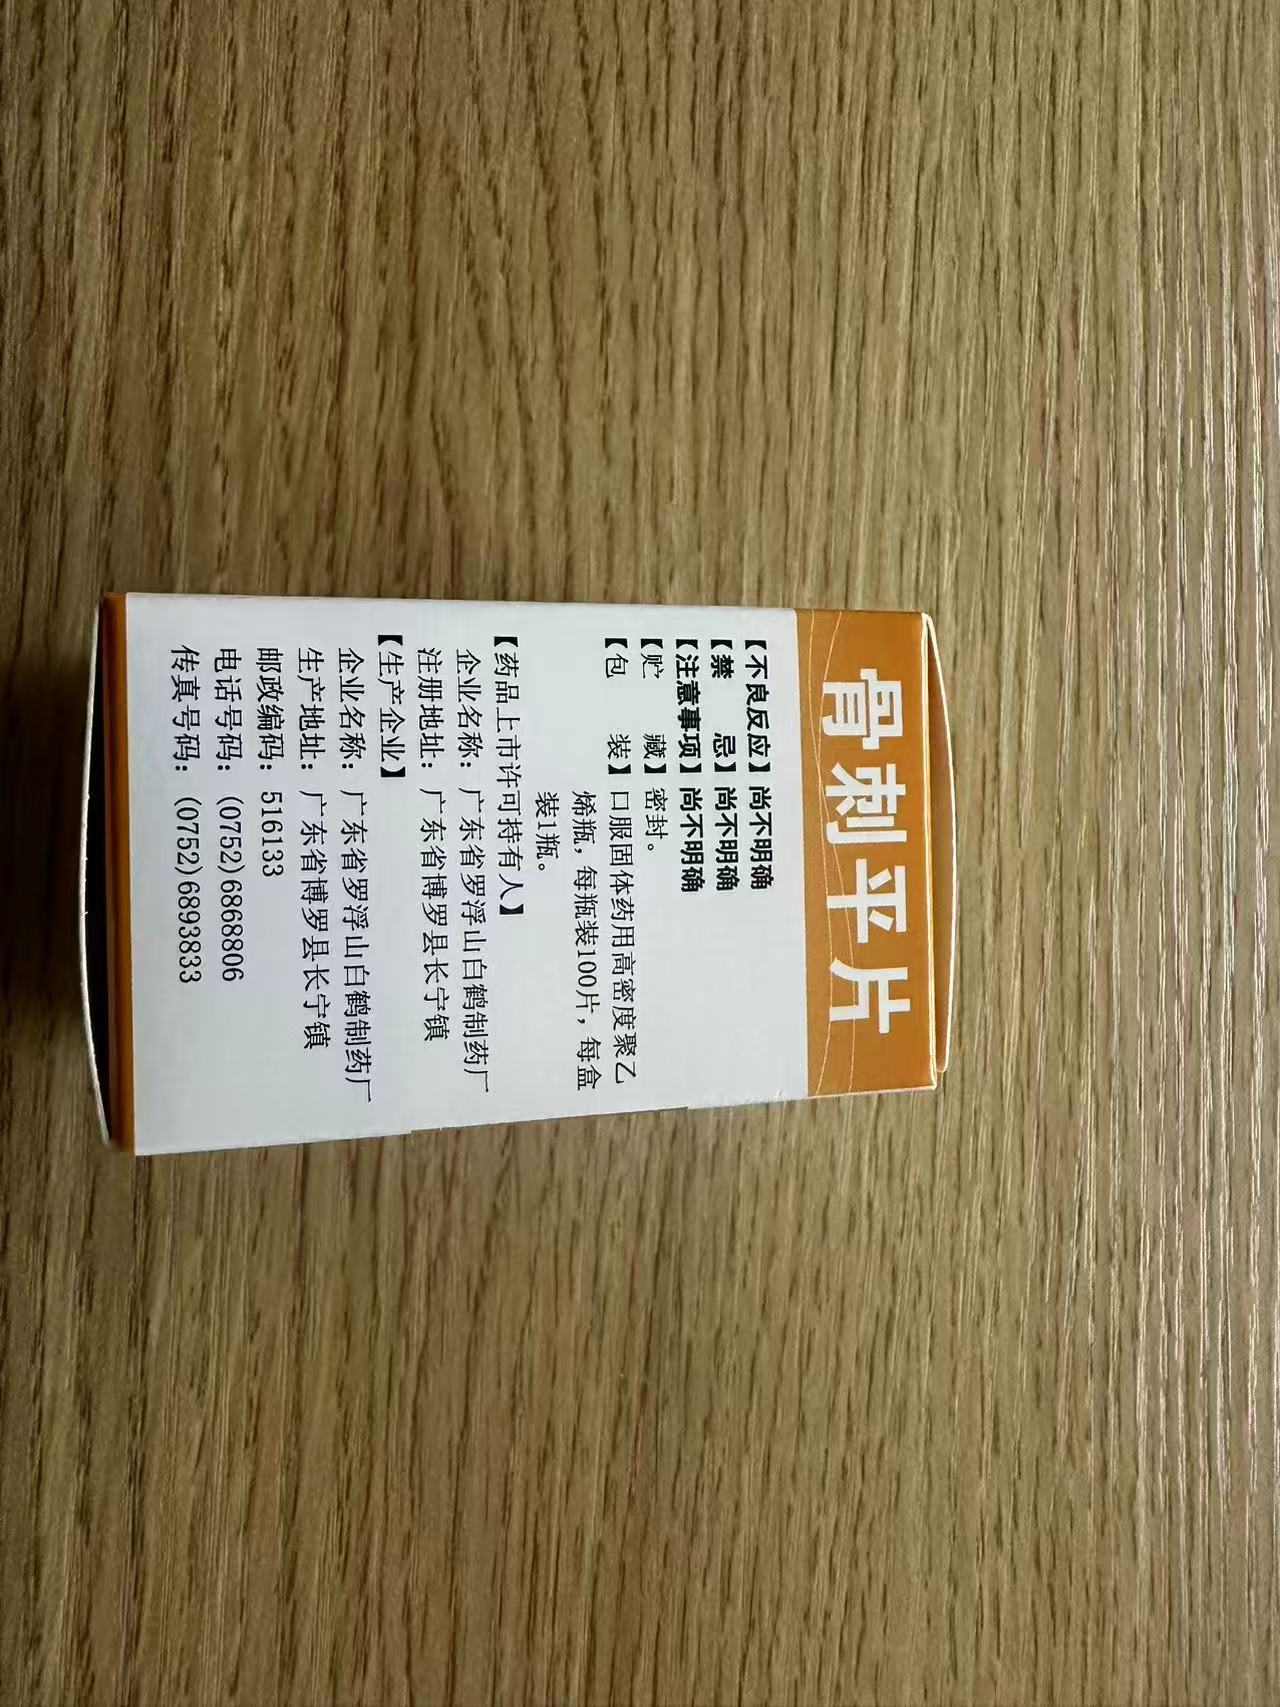 骨刺平片
【不良反应】尚不明确
【禁 忌】尚不明确
【注意事项】尚不明确
【贮 藏】密封。
【包 装】口服固体药用高密度聚乙
烯瓶，每瓶装100片，每盒
装1瓶。
【药品上市许可持有人】
企业名称：广东省罗浮山白鹤制药厂
注册地址：广东省博罗县长宁镇
【生产企业】
企业名称：广东省罗浮山白鹤制药厂
生产地址：广东省博罗县长宁镇
邮政编码：516133
电话号码：(0752)6868806
传真号码：(0752)6893833